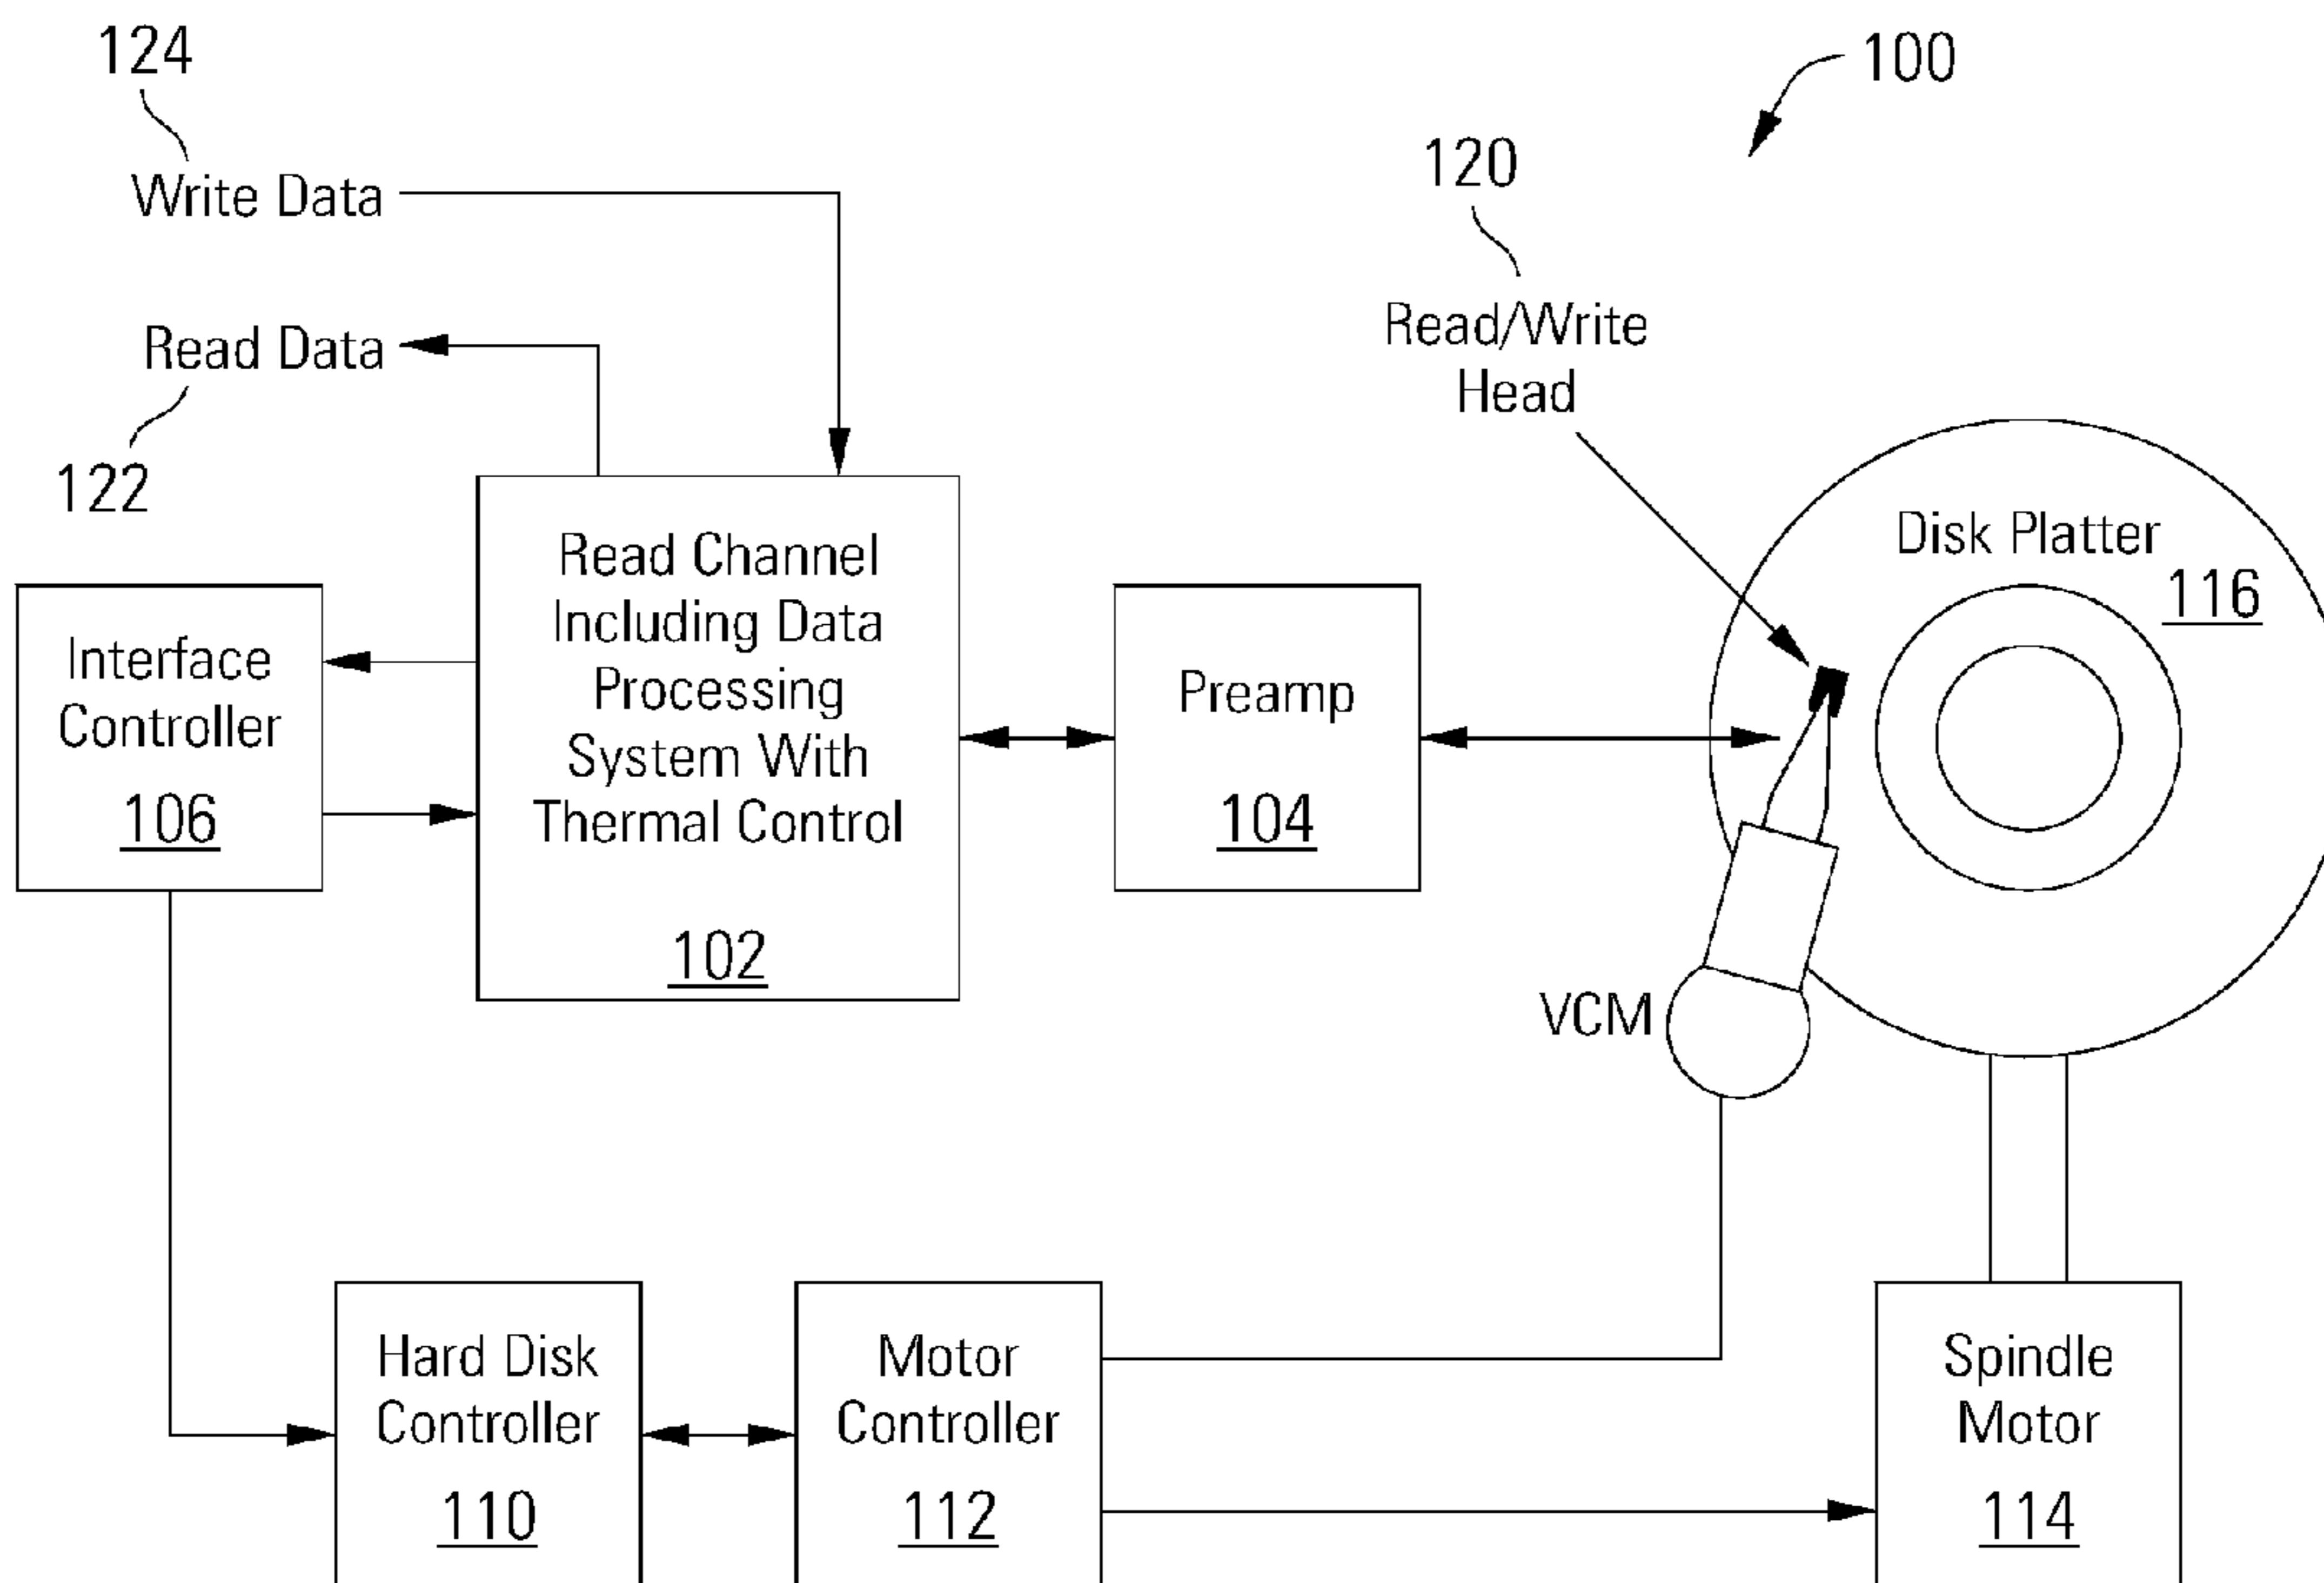 124
100
Write Data
120
Read/Write
Head
Read Data
122
Disk Platter
116
Read Channel
Including Data
Processing
System With
Thermal Control
102
Interface
Controller
106
Preamp
104
VCM
Hard Disk
Controller
110
Motor
Controller
112
Spindle
Motor
114